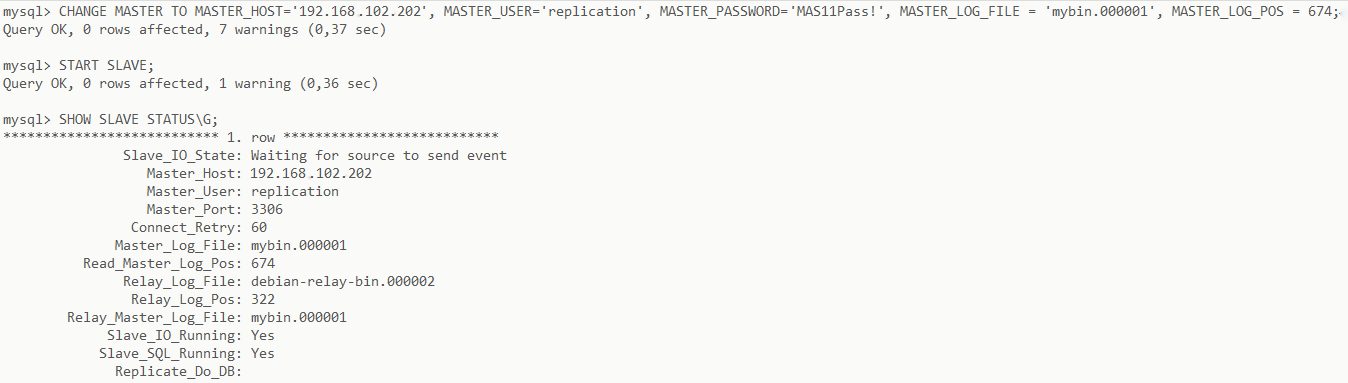 mysql> CHANGE MASTER TO MASTER_HOST='192.168.102.202', MASTER_USER='replication', MASTER_PASSWORD='MAS11Pass!', MASTER_LOG_FILE = 'mybin.000001', MASTER_LOG_POS = 674;
Query OK, 0 rows affected, 7 warnings (0,37 sec)
mysql> START SLAVE;
Query OK, 0 rows affected, 1 warning (0,36 sec)
mysql> SHOW SLAVE STATUS\G;
*************************** 1. row ***************************
Slave_IO_State: Waiting for source to send event
Master_Host: 192.168.102.202
Master_User: replication
Master_Port: 3306
Connect_Retry: 60
Master_Log_File: mybin.000001
Read_Master_Log_Pos: 674
Relay_Log_File: debian-relay-bin.000002
Relay_Log_Pos: 322
Relay_Master_Log_File: mybin.000001
Slave_IO_Running: Yes
Slave_SQL_Running: Yes
Replicate_Do_DB: